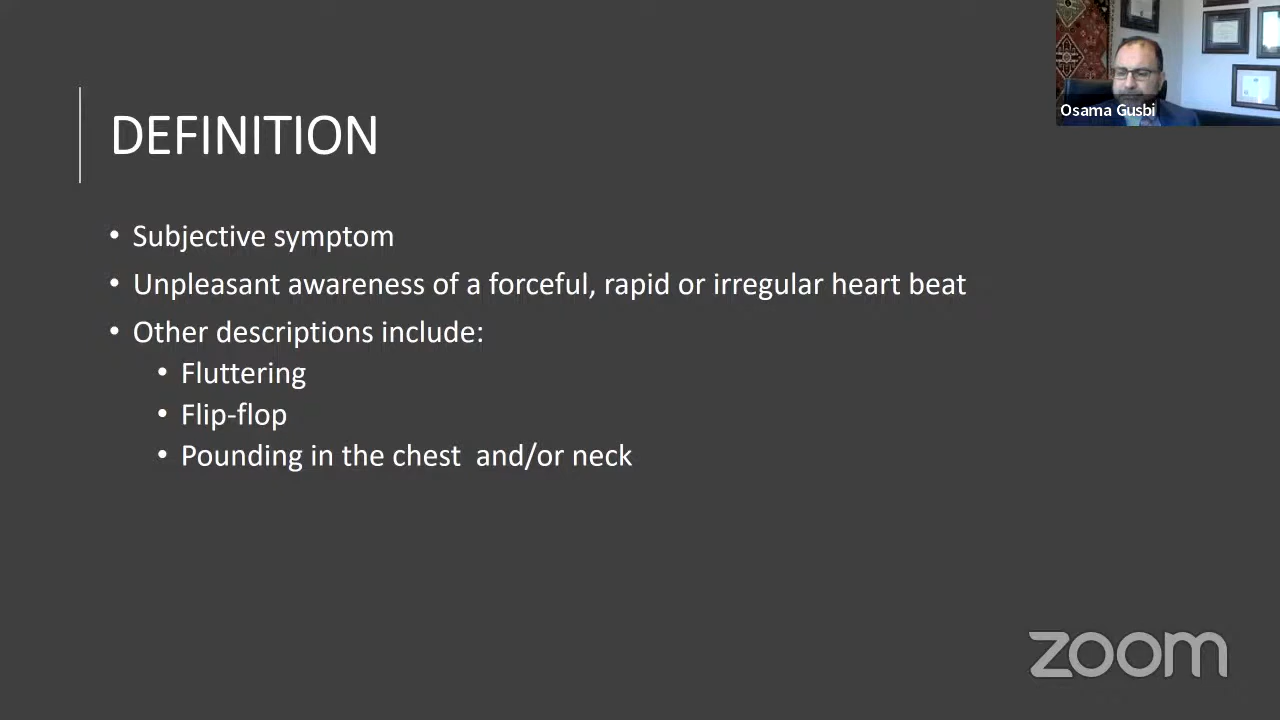 Osama Gusbi
DEFINITION
• Subjective symptom
• Unpleasant awareness of a forceful, rapid or irregular heart beat
• Other descriptions include:
• Fluttering
• Flip-flop
• Pounding in the chest  and/or neck
zoom